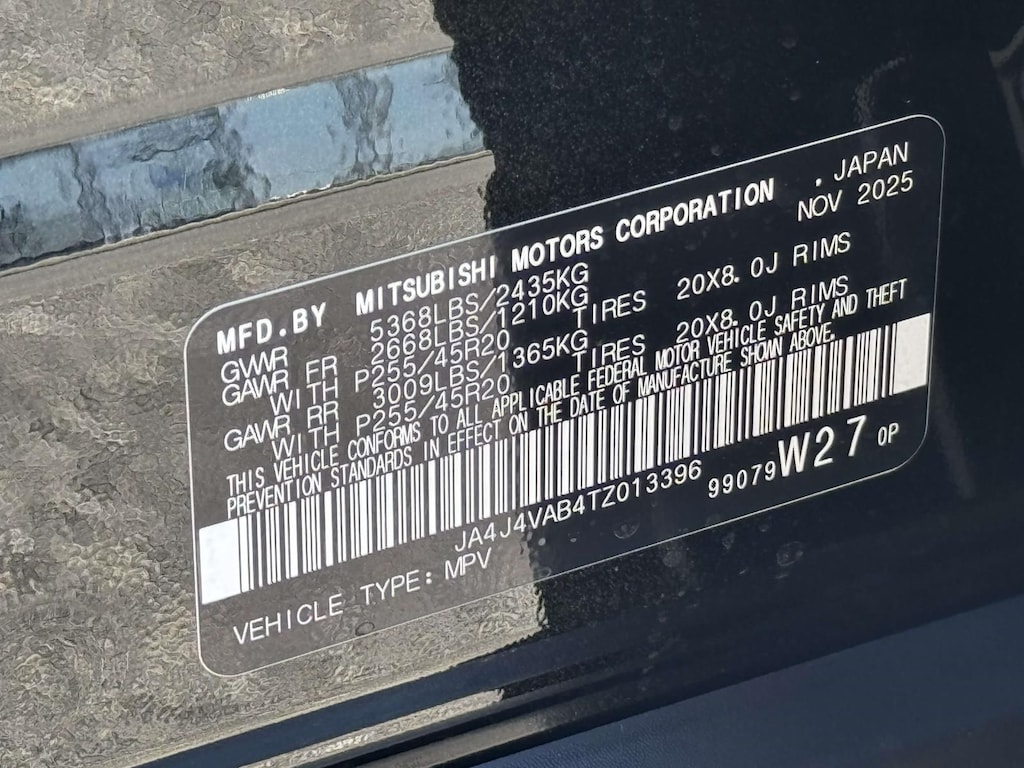 MFD.BY MITSUBISHI MOTORS CORPORATION . JAPAN
NOV 2025
GVWR 5368LBS/2435KG
GAWR FR 2668LBS/1210KG
WITH P255/45R20 TIRES 20X8.0J RIMS
GAWR RR 3009LBS/1365KG
WITH P255/45R20 TIRES 20X8.0J RIMS
THIS VEHICLE CONFORMS TO ALL APPLICABLE FEDERAL MOTOR VEHICLE SAFETY AND THEFT
PREVENTION STANDARDS IN EFFECT ON THE DATE OF MANUFACTURE SHOWN ABOVE.
JA4J4VAB4TZ013396 99079W27 0P
VEHICLE TYPE: MPV